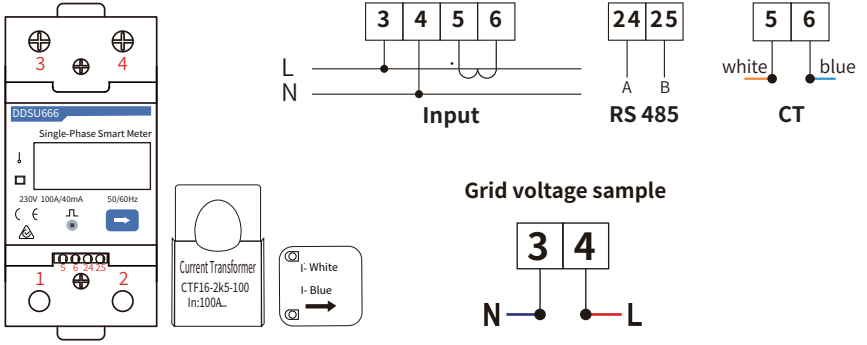 3 4
DDSU666
Single-Phase Smart Meter
230V 100A/40mA 50/60Hz
5 6 24 25
1 2
Current Transformer
CTF16-2k5-100
In:100A...
I- White
I- Blue
3 4 5 6
L
N
Input
24 25
A B
RS 485
5 6
white blue
CT
Grid voltage sample
3 4
N L